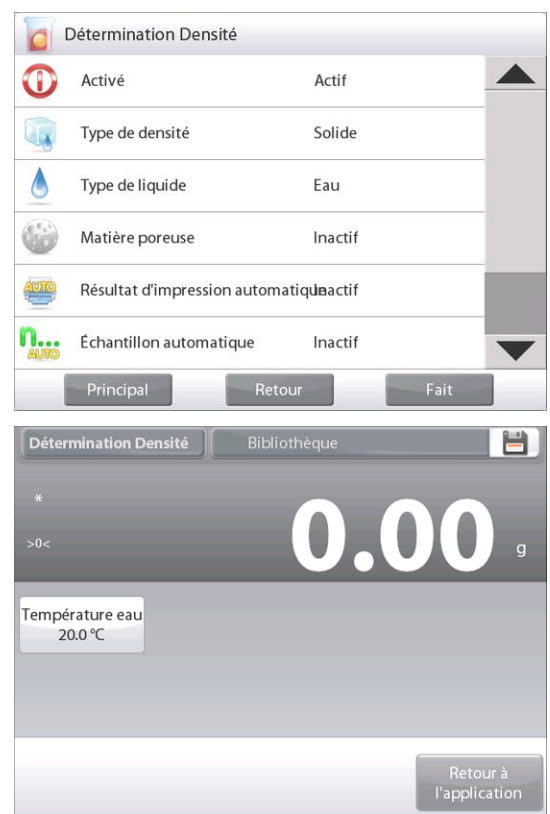 Détermination Densité
Activé Actif
Type de densité Solide
Type de liquide Eau
Matière poreuse Inactif
AUTO Résultat d'impression automatique Inactif
n... AUTO Échantillon automatique Inactif
Principal Retour Fait
Détermination Densité Bibliothèque
*
>0<
0.00 g
Température eau
20.0 °C
Retour à
l'application